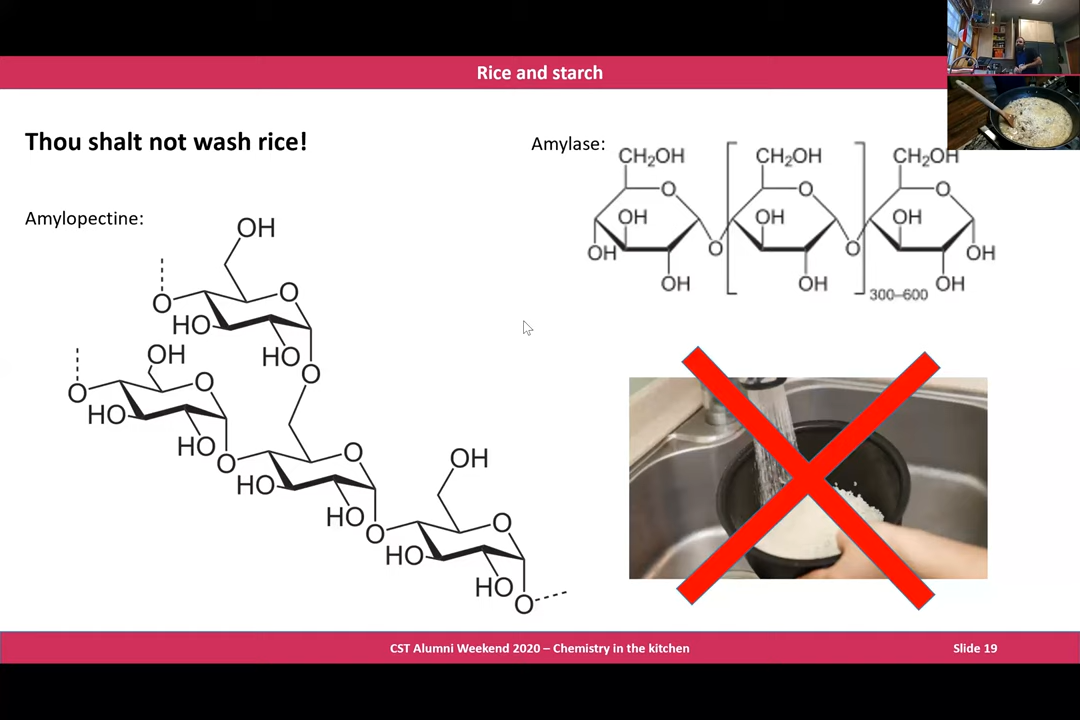 Rice and starch
Thou shalt not wash rice!
Amylase:
Amylopectine:
CH₂OH
CH₂OH
CH₂OH
O
O
O
OH
OH
OH
OH
O
O
OH
OH
OH
OH
300–600
OH
O
O
HO
HO
OH
O
O
O
HO
HO
O
O
HO
HO
O
OH
O
HO
HO
O
CST Alumni Weekend 2020 – Chemistry in the kitchen
Slide 19